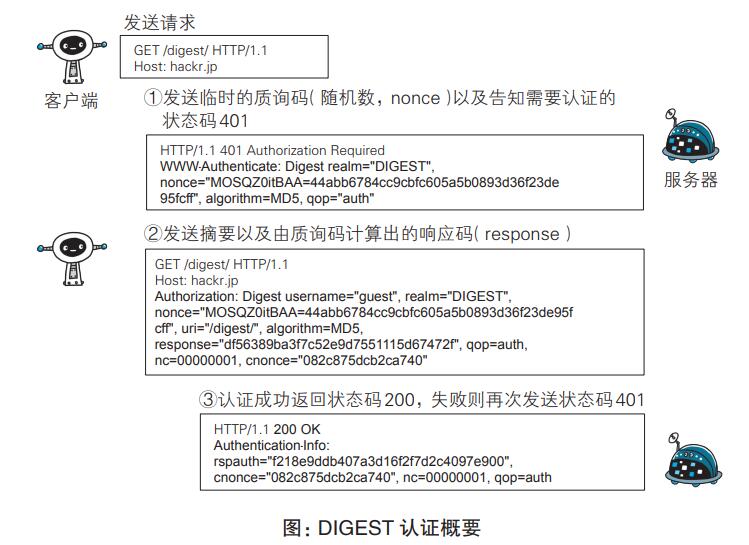 发送请求
GET /digest/ HTTP/1.1
Host: hackr.jp
客户端
①发送临时的质询码(随机数，nonce)以及告知需要认证的
状态码401
HTTP/1.1 401 Authorization Required
WWW-Authenticate: Digest realm="DIGEST",
nonce="MOSQZ0itBAA=44abb6784cc9cbfc605a5b0893d36f23de
95fcff", algorithm=MD5, qop="auth"
服务器
②发送摘要以及由质询码计算出的响应码(response)
GET /digest/ HTTP/1.1
Host: hackr.jp
Authorization: Digest username="guest", realm="DIGEST",
nonce="MOSQZ0itBAA=44abb6784cc9cbfc605a5b0893d36f23de95f
cff", uri="/digest/", algorithm=MD5,
response="df56389ba3f7c52e9d7551115d67472f", qop=auth,
nc=00000001, cnonce="082c875dcb2ca740"
③认证成功返回状态码200，失败则再次发送状态码401
HTTP/1.1 200 OK
Authentication-Info:
rspauth="f218e9ddb407a3d16f2f7d2c4097e900",
cnonce="082c875dcb2ca740", nc=00000001, qop=auth
图：DIGEST 认证概要